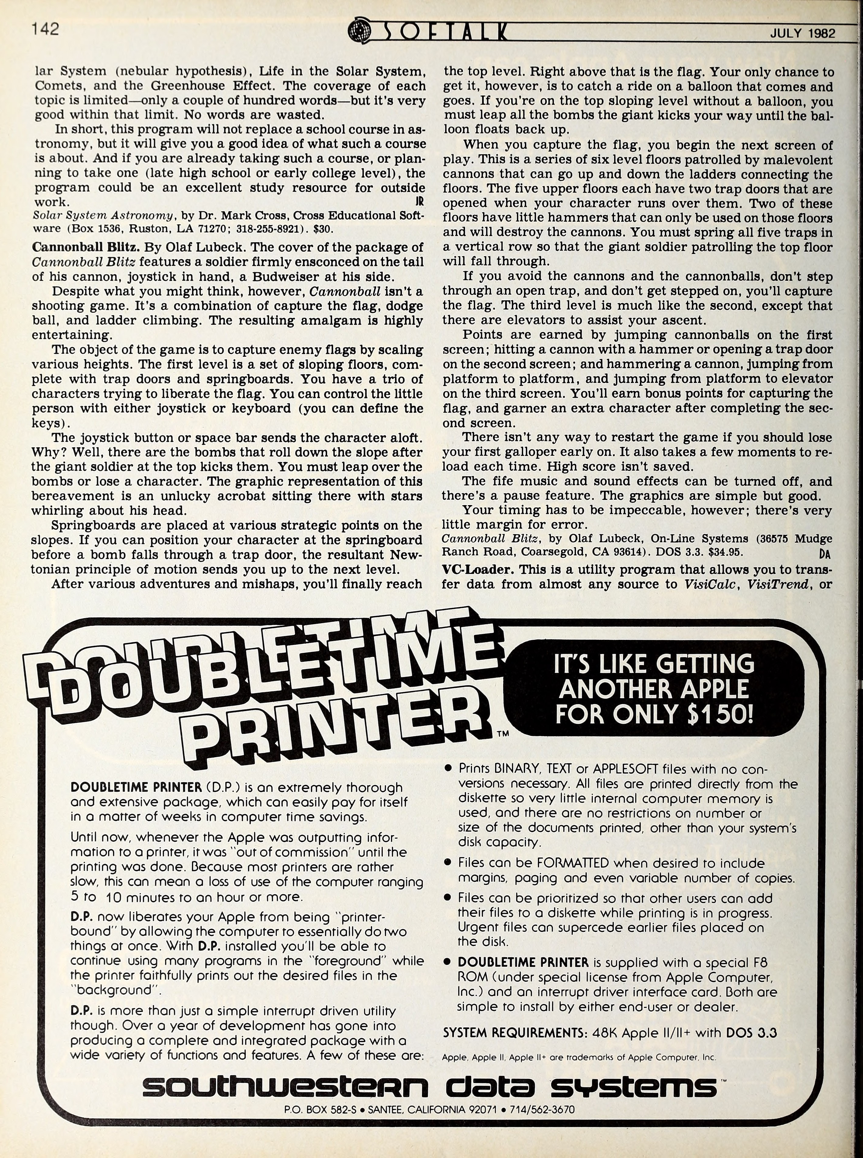 142
SOFTALK
JULY 1982
lar System (nebular hypothesis), Life in the Solar System,
Comets, and the Greenhouse Effect. The coverage of each
topic is limited—only a couple of hundred words—but it's very
good within that limit. No words are wasted.
In short, this program will not replace a school course in as-
tronomy, but it will give you a good idea of what such a course
is about. And if you are already taking such a course, or plan-
ning to take one (late high school or early college level), the
program could be an excellent study resource for outside
work. JR
Solar System Astronomy, by Dr. Mark Cross, Cross Educational Soft-
ware (Box 1536, Ruston, LA 71270; 318-255-8921). $30.
Cannonball Blitz. By Olaf Lubeck. The cover of the package of
Cannonball Blitz features a soldier firmly ensconced on the tail
of his cannon, joystick in hand, a Budweiser at his side.
Despite what you might think, however, Cannonball isn't a
shooting game. It's a combination of capture the flag, dodge
ball, and ladder climbing. The resulting amalgam is highly
entertaining.
The object of the game is to capture enemy flags by scaling
various heights. The first level is a set of sloping floors, com-
plete with trap doors and springboards. You have a trio of
characters trying to liberate the flag. You can control the little
person with either joystick or keyboard (you can define the
keys).
The joystick button or space bar sends the character aloft.
Why? Well, there are the bombs that roll down the slope after
the giant soldier at the top kicks them. You must leap over the
bombs or lose a character. The graphic representation of this
bereavement is an unlucky acrobat sitting there with stars
whirling about his head.
Springboards are placed at various strategic points on the
slopes. If you can position your character at the springboard
before a bomb falls through a trap door, the resultant New-
tonian principle of motion sends you up to the next level.
After various adventures and mishaps, you'll finally reach
the top level. Right above that is the flag. Your only chance to
get it, however, is to catch a ride on a balloon that comes and
goes. If you're on the top sloping level without a balloon, you
must leap all the bombs the giant kicks your way until the bal-
loon floats back up.
When you capture the flag, you begin the next screen of
play. This is a series of six level floors patrolled by malevolent
cannons that can go up and down the ladders connecting the
floors. The five upper floors each have two trap doors that are
opened when your character runs over them. Two of these
floors have little hammers that can only be used on those floors
and will destroy the cannons. You must spring all five traps in
a vertical row so that the giant soldier patrolling the top floor
will fall through.
If you avoid the cannons and the cannonballs, don't step
through an open trap, and don't get stepped on, you'll capture
the flag. The third level is much like the second, except that
there are elevators to assist your ascent.
Points are earned by jumping cannonballs on the first
screen; hitting a cannon with a hammer or opening a trap door
on the second screen; and hammering a cannon, jumping from
platform to platform, and jumping from platform to elevator
on the third screen. You'll earn bonus points for capturing the
flag, and garner an extra character after completing the sec-
ond screen.
There isn't any way to restart the game if you should lose
your first galloper early on. It also takes a few moments to re-
load each time. High score isn't saved.
The fife music and sound effects can be turned off, and
there's a pause feature. The graphics are simple but good.
Your timing has to be impeccable, however; there's very
little margin for error.
Cannonball Blitz, by Olaf Lubeck, On-Line Systems (36575 Mudge
Ranch Road, Coarsegold, CA 93614). DOS 3.3. $34.95. DA
VC-Loader. This is a utility program that allows you to trans-
fer data from almost any source to VisiCalc, VisiTrend, or
DOUBLETIME
DOUBLETIME
PRINTER™
IT'S LIKE GETTING
ANOTHER APPLE
FOR ONLY $150!
DOUBLETIME PRINTER (D.P.) is an extremely thorough
and extensive package, which can easily pay for itself
in a matter of weeks in computer time savings.
Until now, whenever the Apple was outputting infor-
mation to a printer, it was "out of commission" until the
printing was done. Because most printers are rather
slow, this can mean a loss of use of the computer ranging
5 to 10 minutes to an hour or more.
D.P. now liberates your Apple from being "printer-
bound" by allowing the computer to essentially do two
things at once. With D.P. installed you'll be able to
continue using many programs in the "foreground" while
the printer faithfully prints out the desired files in the
"background".
D.P. is more than just a simple interrupt driven utility
though. Over a year of development has gone into
producing a complete and integrated package with a
wide variety of functions and features. A few of these are:
• Prints BINARY, TEXT or APPLESOFT files with no con-
versions necessary. All files are printed directly from the
diskette so very little internal computer memory is
used, and there are no restrictions on number or
size of the documents printed, other than your system's
disk capacity.
• Files can be FORMATTED when desired to include
margins, paging and even variable number of copies.
• Files can be prioritized so that other users can add
their files to a diskette while printing is in progress.
Urgent files can supercede earlier files placed on
the disk.
• DOUBLETIME PRINTER is supplied with a special F8
ROM (under special license from Apple Computer,
Inc.) and an interrupt driver interface card. Both are
simple to install by either end-user or dealer.
SYSTEM REQUIREMENTS: 48K Apple II/II+ with DOS 3.3
Apple, Apple II, Apple II+ are trademarks of Apple Computer, Inc.
southwestern data systems™
P.O. BOX 582-S • SANTEE, CALIFORNIA 92071 • 714/562-3670